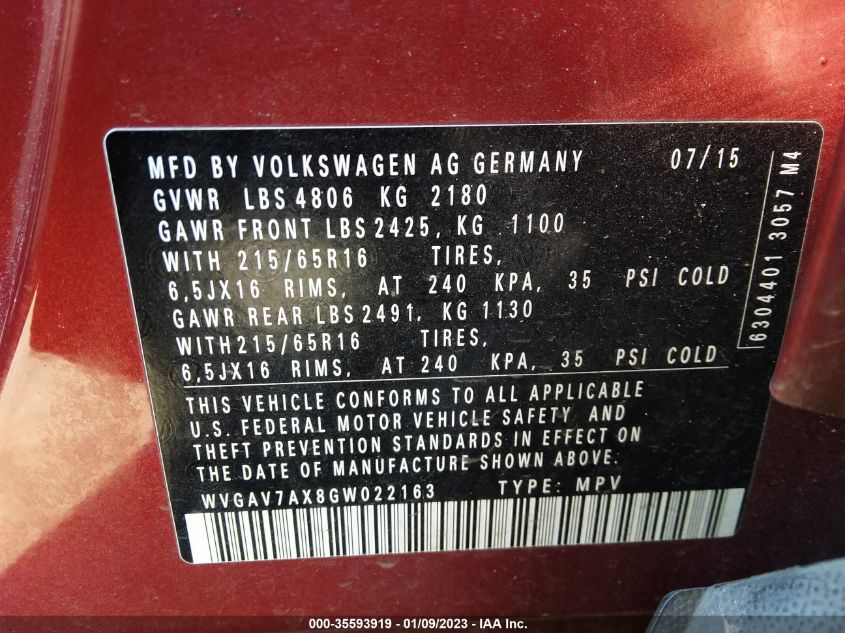 MFD BY VOLKSWAGEN AG GERMANY 07/15
GVWR LBS 4806 KG 2180
GAWR FRONT LBS 2425, KG 1100
WITH 215/65R16 TIRES,
6,5JX16 RIMS, AT 240 KPA, 35 PSI COLD
GAWR REAR LBS 2491, KG 1130
WITH 215/65R16 TIRES,
6,5JX16 RIMS, AT 240 KPA, 35 PSI COLD
THIS VEHICLE CONFORMS TO ALL APPLICABLE
U.S. FEDERAL MOTOR VEHICLE SAFETY, AND
THEFT PREVENTION STANDARDS IN EFFECT ON
THE DATE OF MANUFACTURE SHOWN ABOVE.
WVGAV7AX8GW022163 TYPE: MPV
6304401 3057 M4
000-35593919 - 01/09/2023 - IAA Inc.